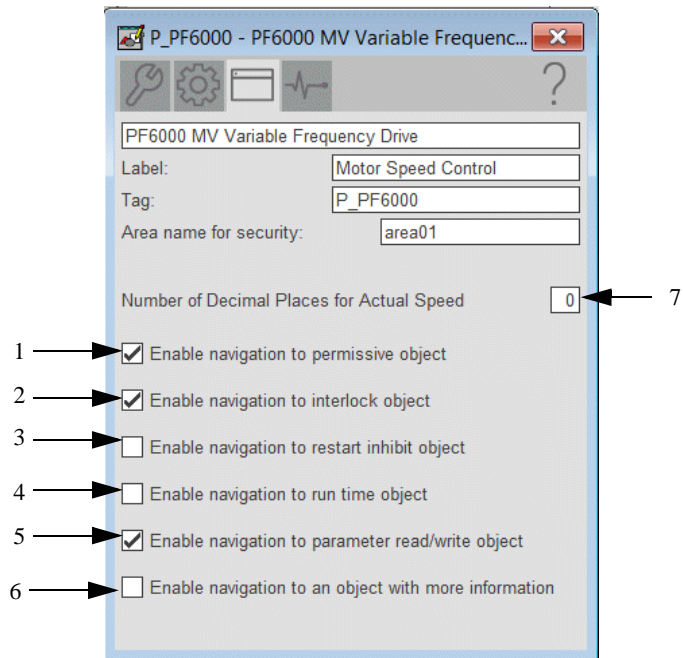 P_PF6000 - PF6000 MV Variable Frequenc...
?
PF6000 MV Variable Frequency Drive
Label: Motor Speed Control
Tag: P_PF6000
Area name for security: area01
Number of Decimal Places for Actual Speed 0 7
1 Enable navigation to permissive object
2 Enable navigation to interlock object
3 Enable navigation to restart inhibit object
4 Enable navigation to run time object
5 Enable navigation to parameter read/write object
6 Enable navigation to an object with more information